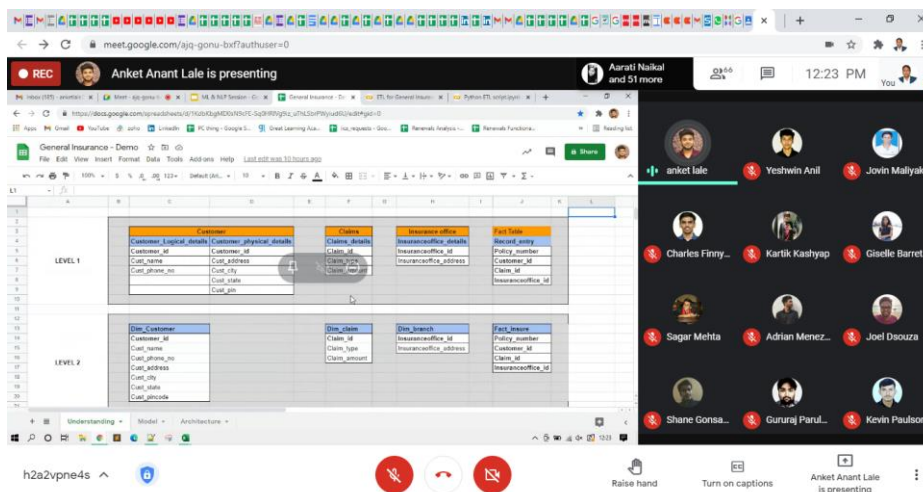 meet.google.com/ajq-gonu-bxf?authuser=0
REC
Anket Anant Lale is presenting
Aarati Naikal
and 51 more
66
12:23 PM
You
General Insurance - Demo
File Edit View Insert Format Data Tools Add-ons Help Last edit was 10 hours ago
Share
100%
L1
A B C D E F G H I J K L
Customer Claims Insurance office Fact Table
Customer_Logical_details Customer_physical_details Claims_details Insuranceoffice_details Record_entry
Customer_id Customer_id Claim_id Insuranceoffice_id Policy_number
LEVEL 1 Cust_name Cust_address Claim_type Insuranceoffice_address Customer_id
Cust_phone_no Cust_city Claim_amount Claim_id
Cust_state Insuranceoffice_id
Cust_pin
Dim_Customer Dim_claim Dim_branch Fact_Insure
Customer_id Claim_id Insuranceoffice_id Policy_number
Cust_name Claim_type Insuranceoffice_address Customer_id
LEVEL 2 Cust_phone_no Claim_amount Claim_id
Cust_address Insuranceoffice_id
Cust_city
Cust_state
Cust_pincode
Understanding Model Architecture
anket lale
Yeshwin Anil
Jovin Maliyak
Charles Finny...
Kartik Kashyap
Giselle Barret
Sagar Mehta
Adrian Menez...
Joel Dsouza
Shane Gonsa...
Gururaj Parul...
Kevin Paulson
h2a2vpne4s
Raise hand
Turn on captions
Anket Anant Lale
is presenting